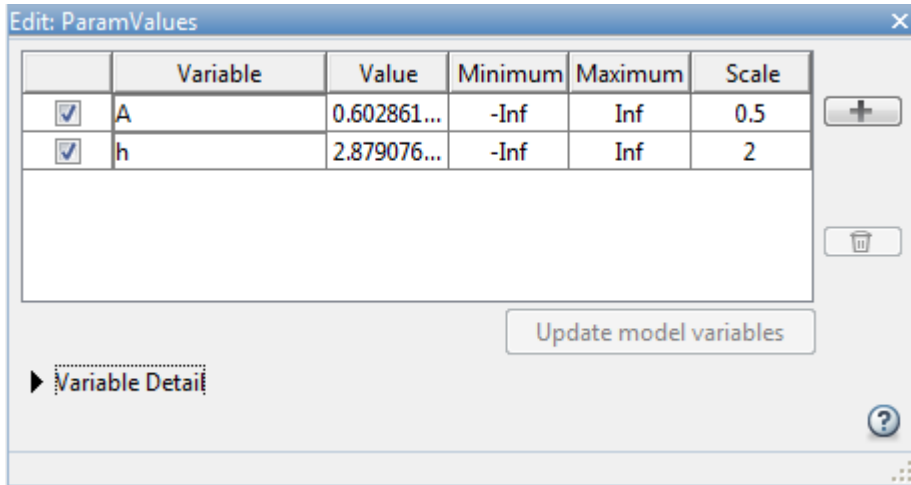 Edit: ParamValues
Variable Value Minimum Maximum Scale
A 0.602861... -Inf Inf 0.5
h 2.879076... -Inf Inf 2
Update model variables
Variable Detail